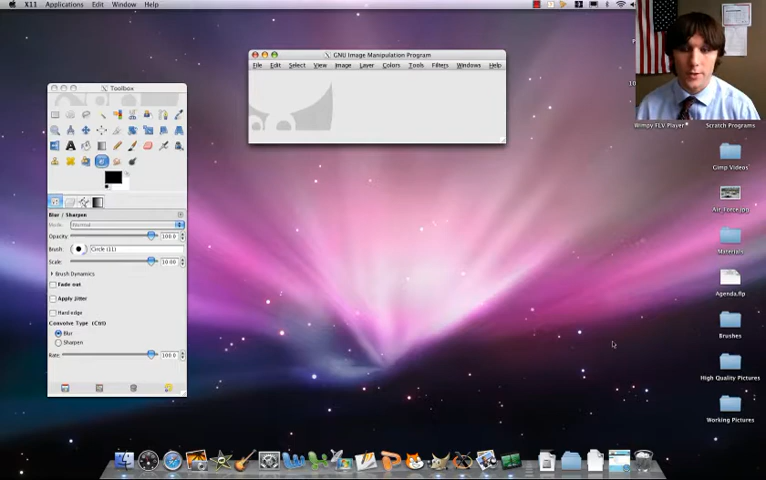 X11 Applications Edit Window Help
GNU Image Manipulation Program
File Edit Select View Image Layer Colors Tools Filters Windows Help
Toolbox
Blur / Sharpen
Mode: Normal
Opacity: 100.0
Brush: Circle (11)
Scale: 10.00
Brush Dynamics
Fade out
Apply Jitter
Hard edge
Convolve Type (Ctrl)
Blur
Sharpen
Rate: 100.0
Wimpy FLV Player
Scratch Programs
Gimp Videos
Air Force.jpg
Materials
Agenda.flp
Brushes
High Quality Pictures
Working Pictures